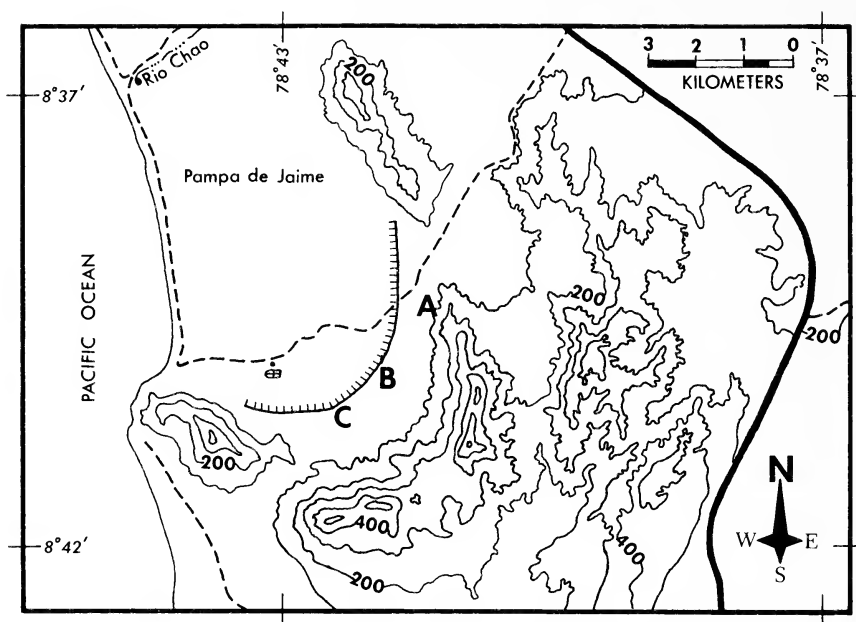 78°43'
3 2 1 0
KILOMETERS
78°37'
Rio Chao
200
8°37'
Pampa de Jaime
PACIFIC OCEAN
200
A
200
B
C
200
N
400
W E
8°42'
400
S
200